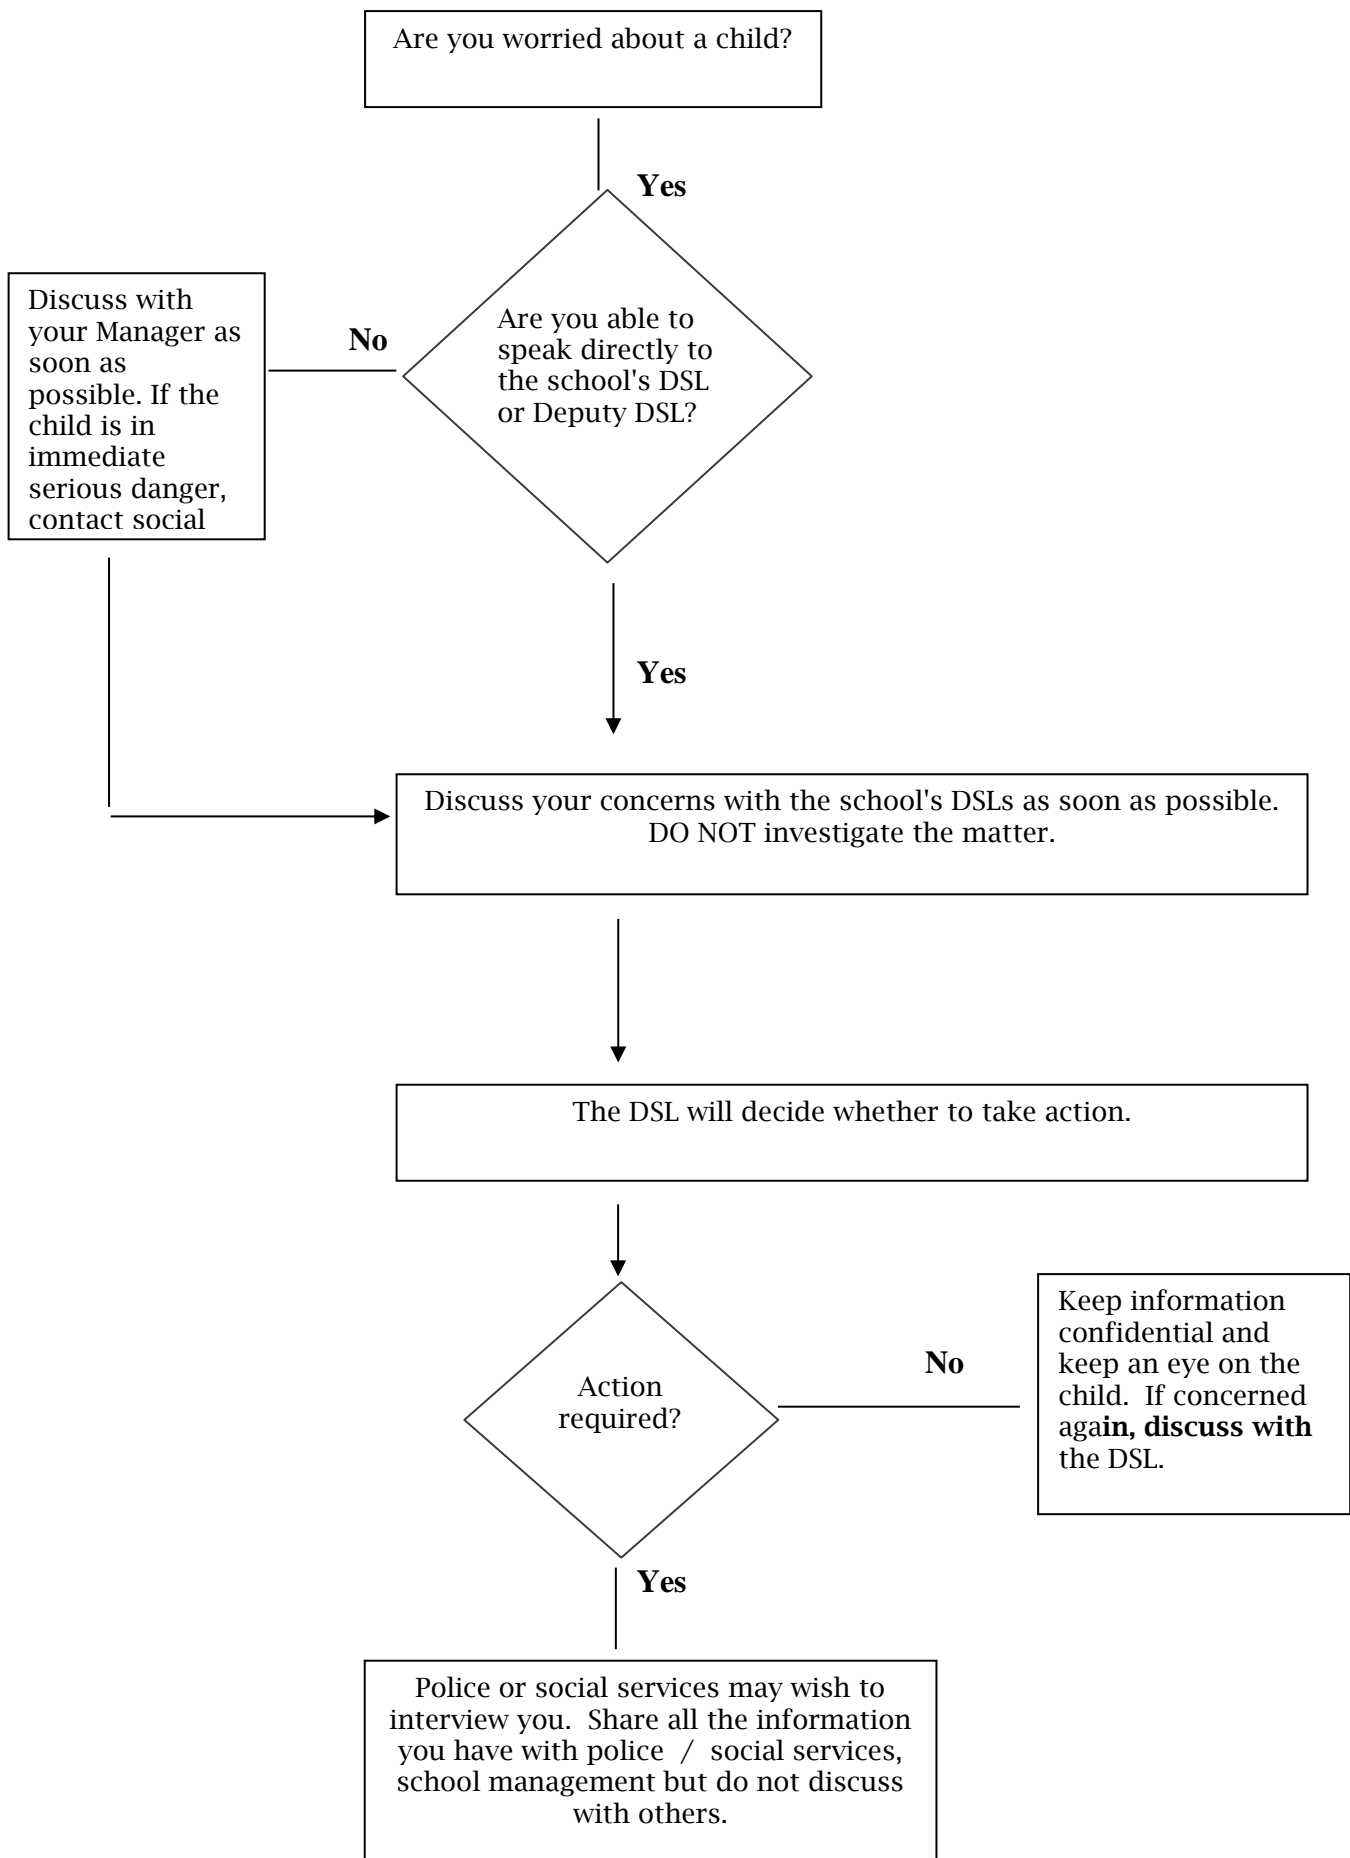 Are you worried about a child?
Yes
Are you able to
speak directly to
the school's DSL
or Deputy DSL?
No
Discuss with
your Manager as
soon as
possible. If the
child is in
immediate
serious danger,
contact social
Yes
Discuss your concerns with the school's DSLs as soon as possible.
DO NOT investigate the matter.
The DSL will decide whether to take action.
Action
required?
No
Keep information
confidential and
keep an eye on the
child.  If concerned
again, discuss with
the DSL.
Yes
Police or social services may wish to
interview you.  Share all the information
you have with police  /  social services,
school management but do not discuss
with others.